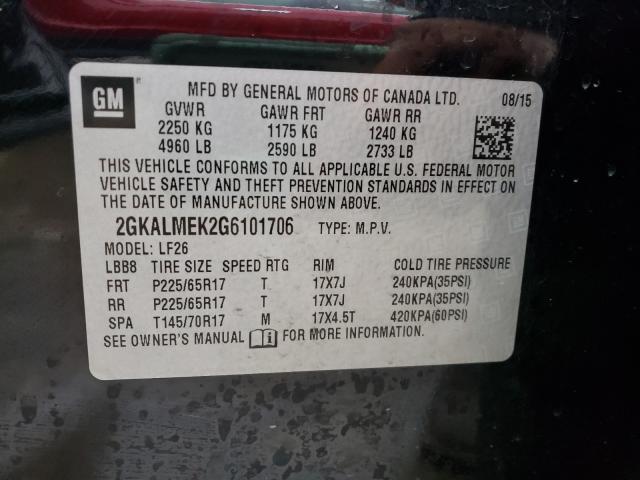 GM
MFD BY GENERAL MOTORS OF CANADA LTD. 08/15
GVWR GAWR FRT GAWR RR
2250 KG 1175 KG 1240 KG
4960 LB 2590 LB 2733 LB
THIS VEHICLE CONFORMS TO ALL APPLICABLE U.S. FEDERAL MOTOR
VEHICLE SAFETY AND THEFT PREVENTION STANDARDS IN EFFECT ON
THE DATE OF MANUFACTURE SHOWN ABOVE.
2GKALMEK2G6101706 TYPE: M.P.V.
MODEL: LF26
LBB8 TIRE SIZE SPEED RTG RIM COLD TIRE PRESSURE
FRT P225/65R17 T 17X7J 240KPA(35PSI)
RR P225/65R17 T 17X7J 240KPA(35PSI)
SPA T145/70R17 M 17X4.5T 420KPA(60PSI)
SEE OWNER'S MANUAL FOR MORE INFORMATION.